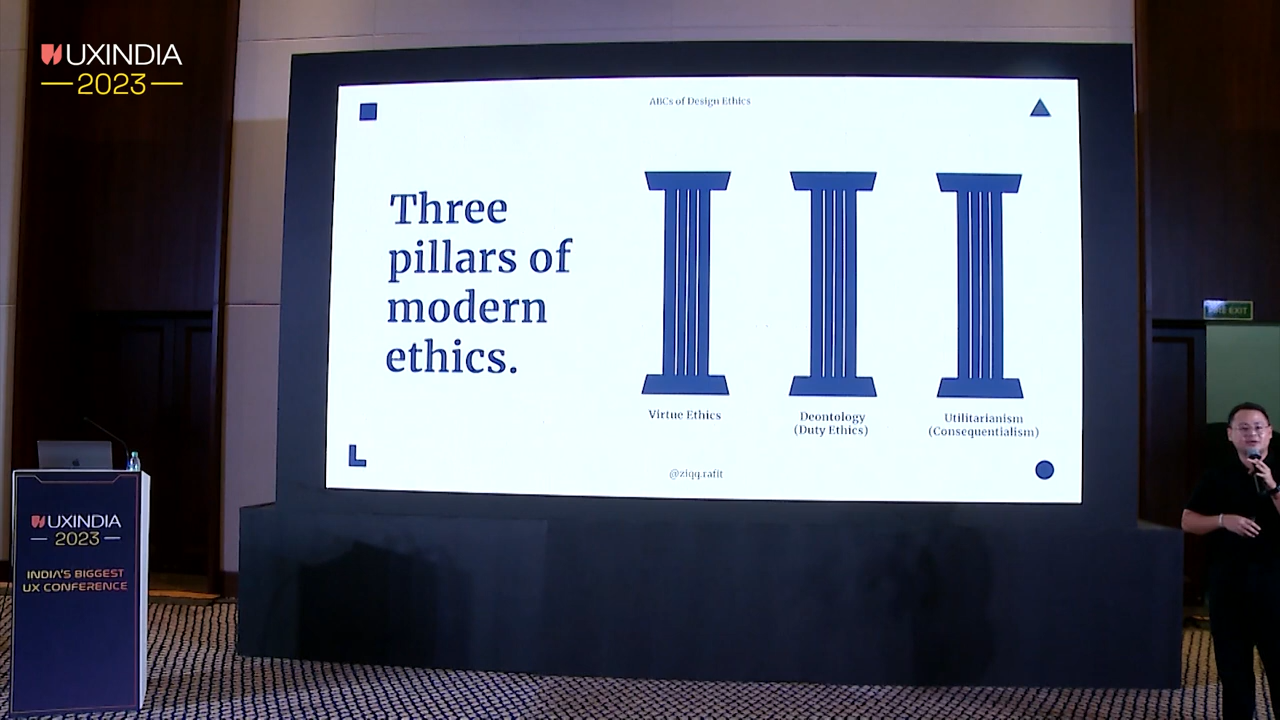 UXINDIA
2023
ABCs of Design Ethics
Three
pillars of
modern
ethics.
Virtue Ethics
Deontology
(Duty Ethics)
Utilitarianism
(Consequentialism)
@ziqq.rafit
UXINDIA
2023
INDIA'S BIGGEST
UX CONFERENCE
EXIT